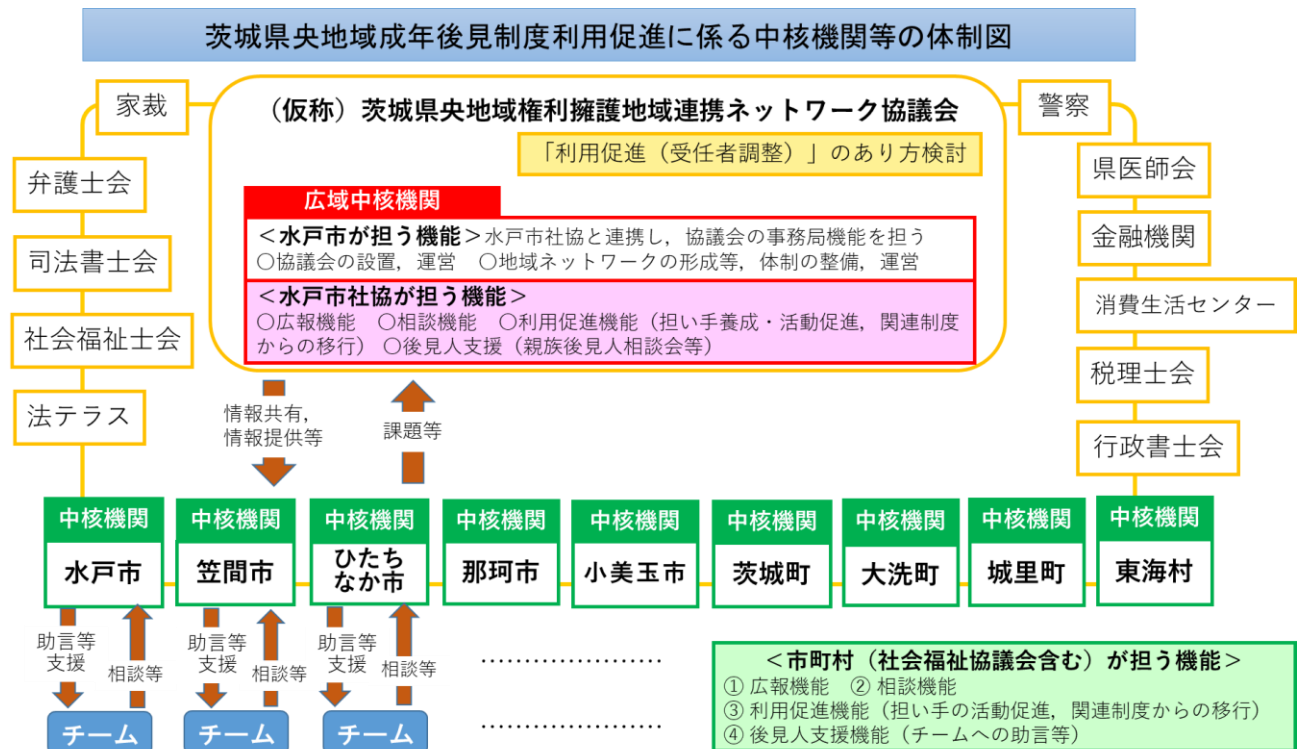 茨城県央地域成年後見制度利用促進に係る中核機関等の体制図
家裁
（仮称）茨城県央地域権利擁護地域連携ネットワーク協議会
警察
「利用促進（受任者調整）」のあり方検討
弁護士会
司法書士会
社会福祉士会
法テラス
広域中核機関
＜水戸市が担う機能＞水戸市社協と連携し，協議会の事務局機能を担う
〇協議会の設置，運営　〇地域ネットワークの形成等，体制の整備，運営
＜水戸市社協が担う機能＞
〇広報機能　〇相談機能　〇利用促進機能（担い手養成・活動促進，関連制度
からの移行）　〇後見人支援（親族後見人相談会等）
県医師会
金融機関
消費生活センター
税理士会
行政書士会
情報共有，
情報提供等
課題等
中核機関
水戸市
中核機関
笠間市
中核機関
ひたち
なか市
中核機関
那珂市
中核機関
小美玉市
中核機関
茨城町
中核機関
大洗町
中核機関
城里町
中核機関
東海村
助言等
支援
相談等
助言等
支援
相談等
助言等
支援
相談等
…………………
…………………
チーム
チーム
チーム
＜市町村（社会福祉協議会含む）が担う機能＞
① 広報機能　② 相談機能
③ 利用促進機能（担い手の活動促進，関連制度からの移行）
④ 後見人支援機能（チームへの助言等）